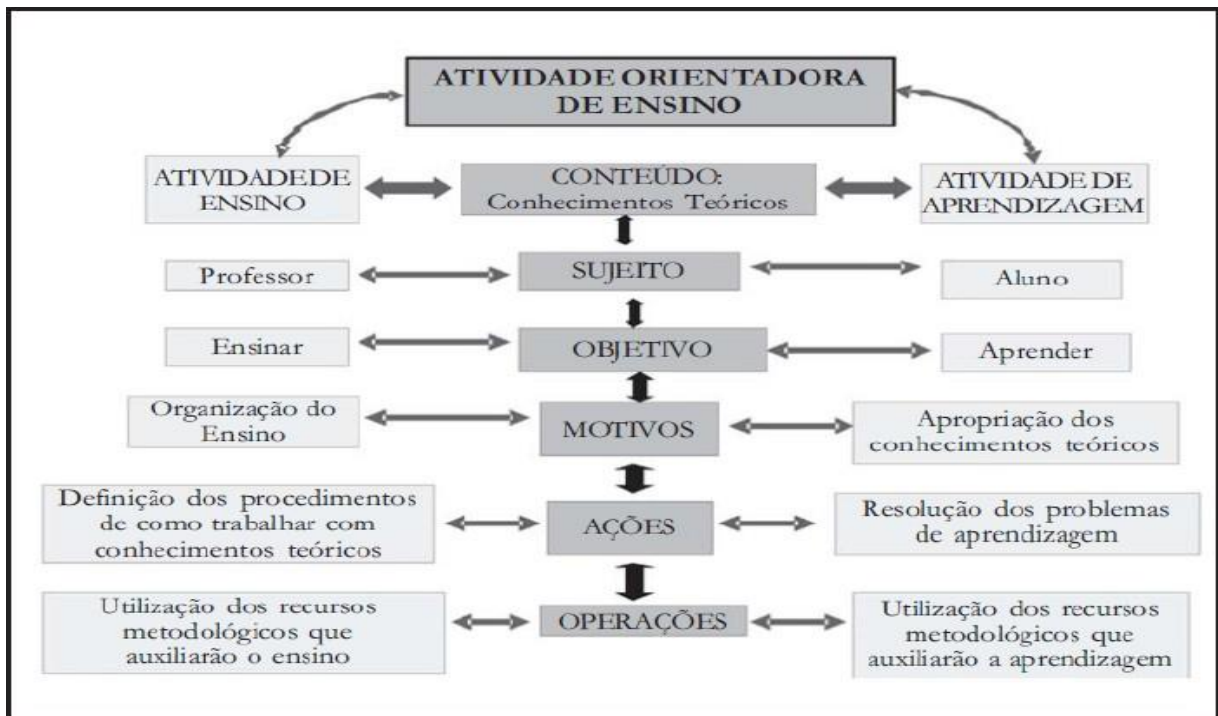 ATIVIDADE ORIENTADORA
DE ENSINO
ATIVIDADE DE
ENSINO
CONTEÚDO:
Conhecimentos Teóricos
ATIVIDADE DE
APRENDIZAGEM
Professor
SUJEITO
Aluno
Ensinar
OBJETIVO
Aprender
Organização do
Ensino
MOTIVOS
Apropriação dos
conhecimentos teóricos
Definição dos procedimentos
de como trabalhar com
conhecimentos teóricos
AÇÕES
Resolução dos problemas
de aprendizagem
Utilização dos recursos
metodológicos que
auxiliarão o ensino
OPERAÇÕES
Utilização dos recursos
metodológicos que
auxiliarão a aprendizagem